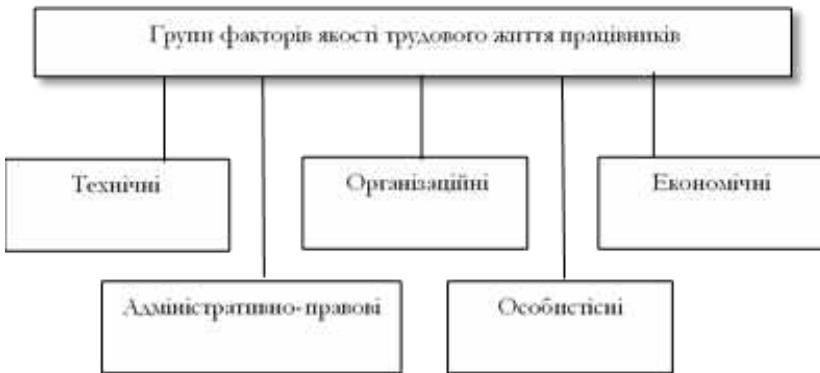 Групи факторів якості трудового життя працівників
Технічні
Організаційні
Економічні
Адміністративно-правові
Особистісні